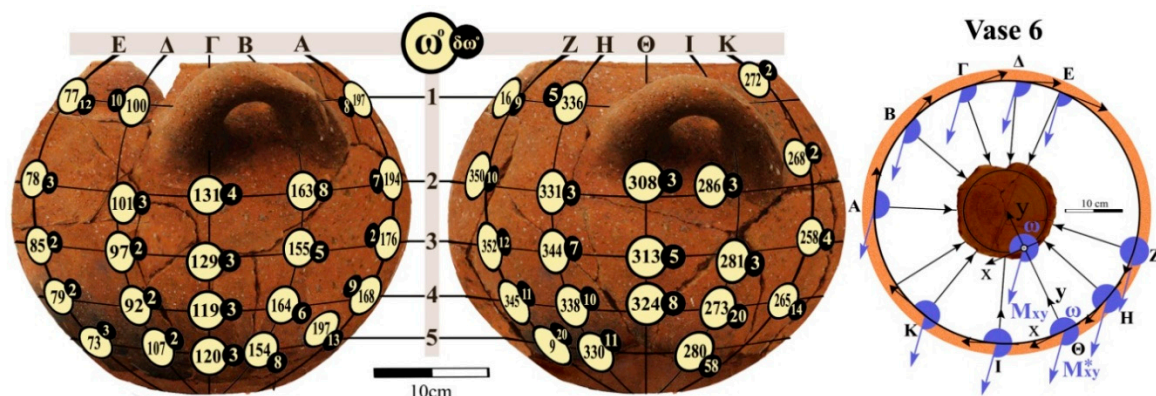 Vase 6
Ε Δ Γ Β Α ω° δω° Ζ Η Θ Ι Κ
77 12 10 100 8 197 1 16 9 5 336 272 2
78 3 101 3 131 4 163 8 7 194 2 350 10 331 3 308 3 286 3 268 2
85 2 97 2 129 3 155 5 2 176 3 352 12 344 7 313 5 281 3 258 4
79 2 92 2 119 3 164 6 9 168 4 345 11 338 10 324 8 273 20 265 14
73 3 107 2 120 3 154 8 197 13 5 9 20 330 11 280 58
10cm
Γ Δ Ε
Β
Α
y 10 cm
ω
x Ζ
Mxy y
Κ ω Η
x
Ι Θ
M*xy